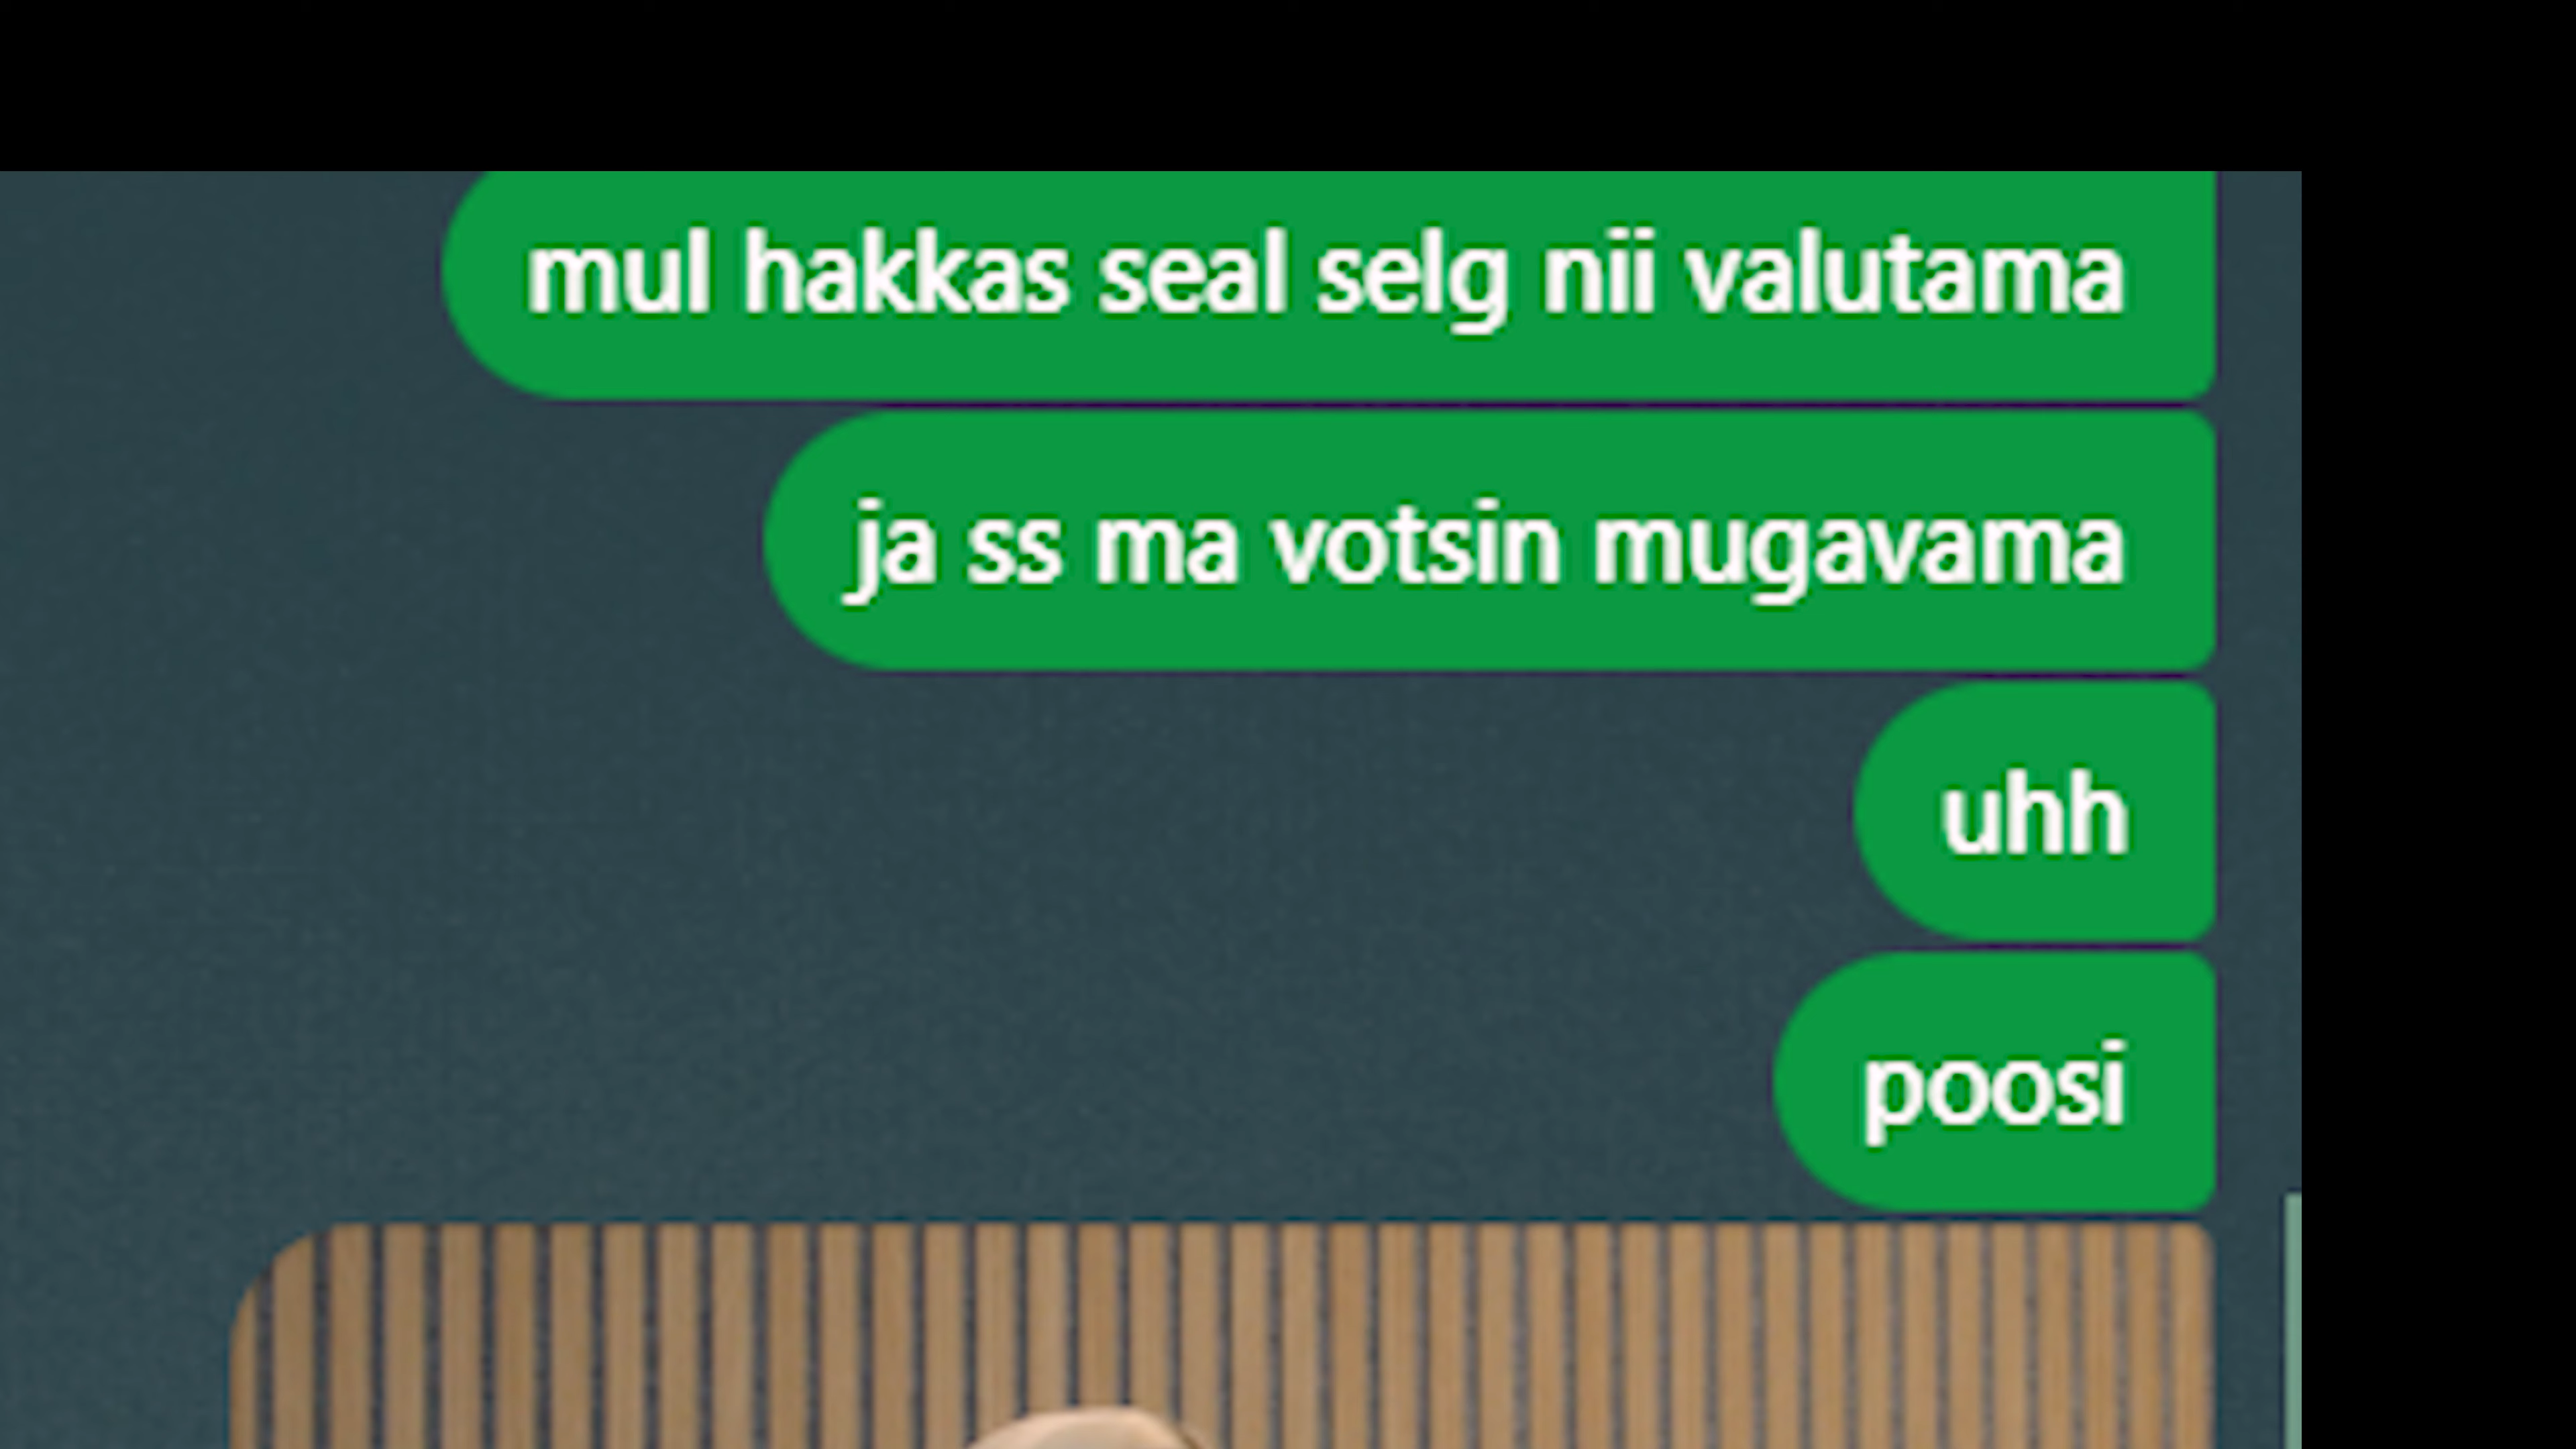 mul hakkas seal selg nii valutama
ja ss ma votsin mugavama
uhh
poosi